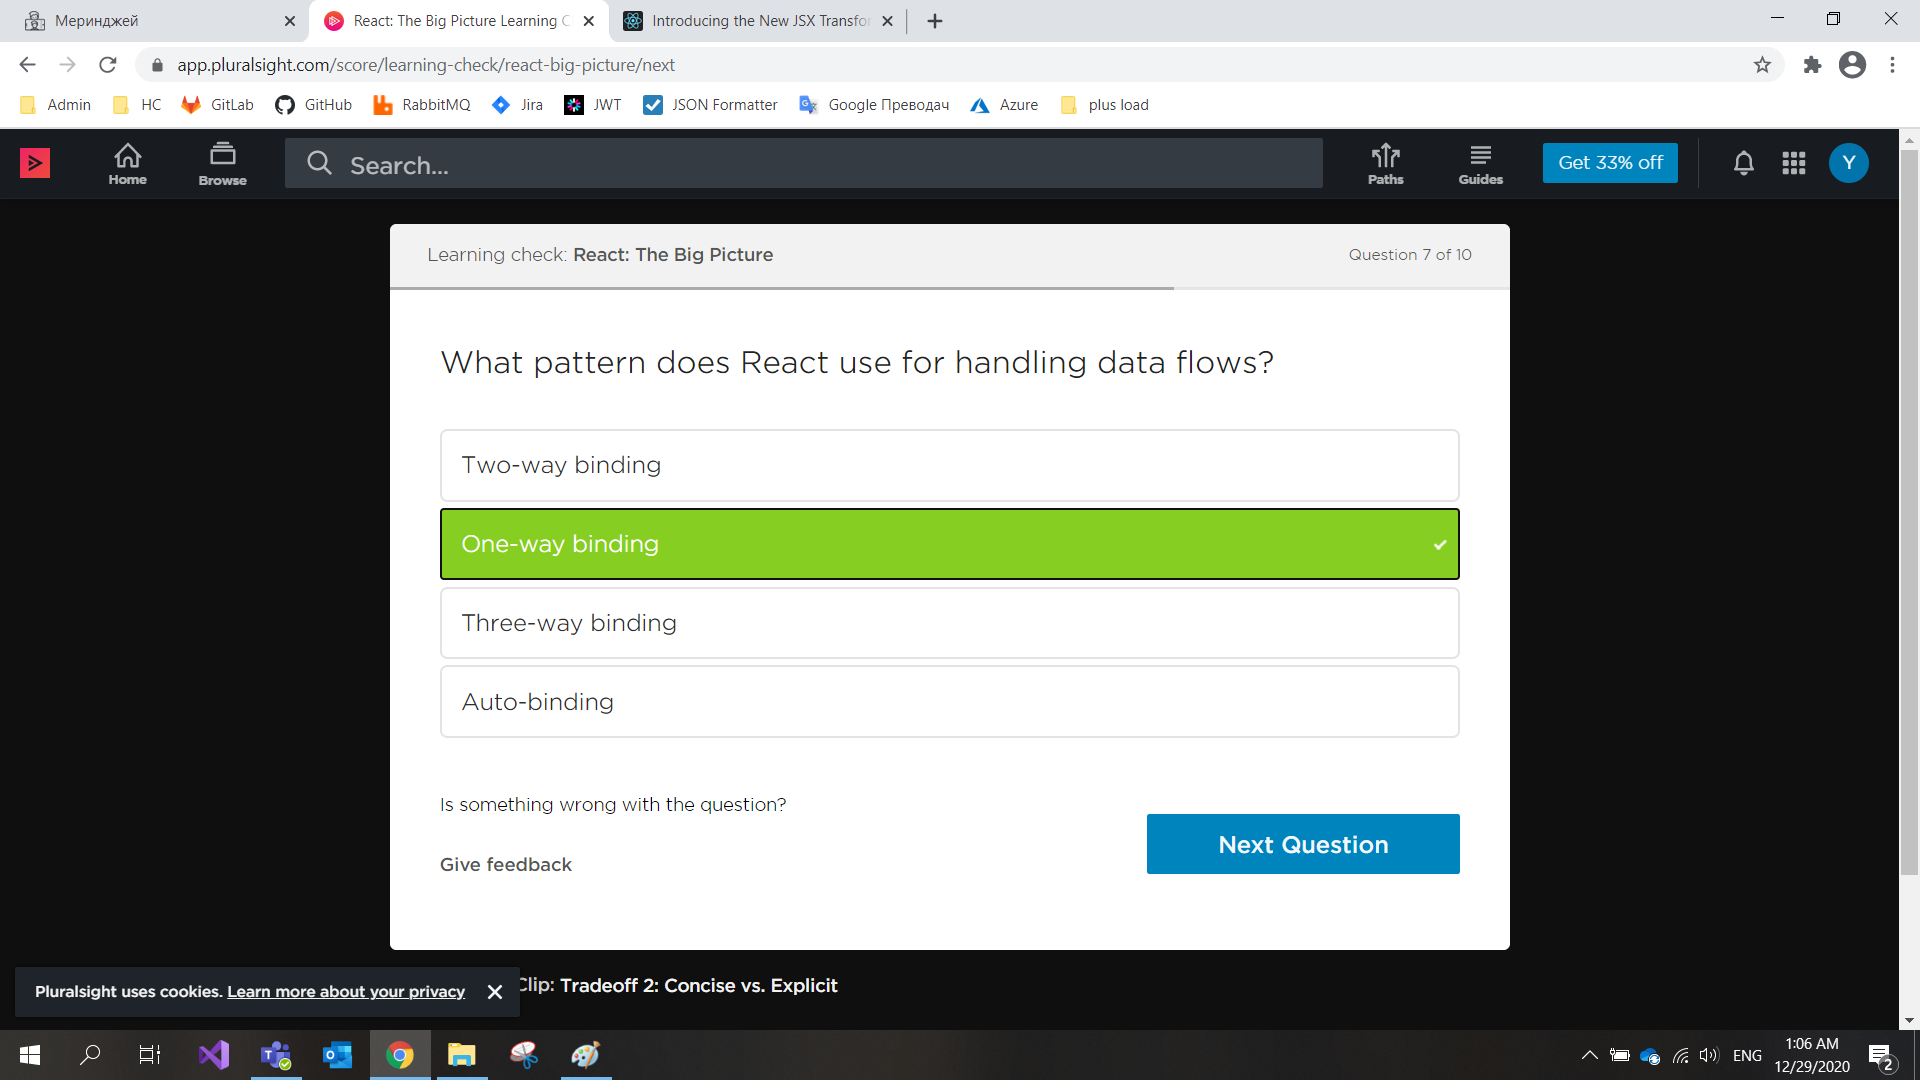 Меринджей
React: The Big Picture Learning C
Introducing the New JSX Transfor
app.pluralsight.com/score/learning-check/react-big-picture/next
Admin
HC
GitLab
GitHub
RabbitMQ
Jira
JWT
JSON Formatter
Google Преводач
Azure
plus load
Home
Browse
Search...
Paths
Guides
Get 33% off
Y
Learning check: React: The Big Picture
Question 7 of 10
What pattern does React use for handling data flows?
Two-way binding
One-way binding
Three-way binding
Auto-binding
Is something wrong with the question?
Give feedback
Next Question
Pluralsight uses cookies. Learn more about your privacy
Clip: Tradeoff 2: Concise vs. Explicit
ENG
1:06 AM
12/29/2020
2